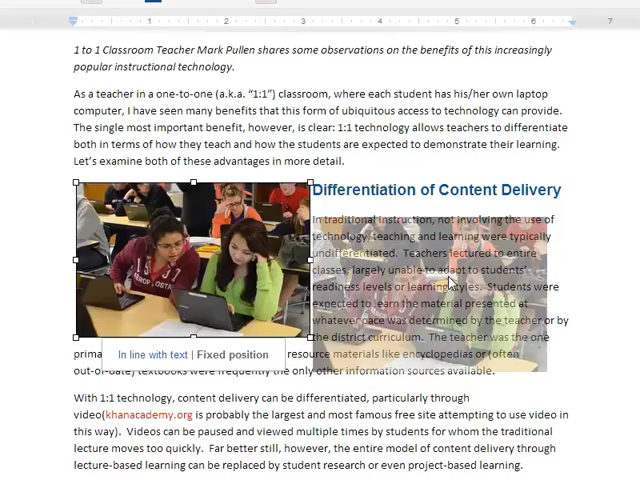 1 2 3 4 5 6 7
1 to 1 Classroom Teacher Mark Pullen shares some observations on the benefits of this increasingly
popular instructional technology.
As a teacher in a one-to-one (a.k.a. “1:1”) classroom, where each student has his/her own laptop
computer, I have seen many benefits that this form of ubiquitous access to technology can provide.
The single most important benefit, however, is clear: 1:1 technology allows teachers to differentiate
both in terms of how they teach and how the students are expected to demonstrate their learning.
Let’s examine both of these advantages in more detail.
Differentiation of Content Delivery
In traditional instruction, not involving the use of
technology, teaching and learning were typically
undifferentiated. Teachers lectured to entire
classes, largely unable to adapt to students’
readiness levels or learning styles. Students were
expected to learn the material presented at
whatever pace was determined by the teacher or by
the district curriculum. The teacher was the one
prima resource materials like encyclopedias or (often
out-of-date) textbooks were frequently the only other information sources available.
In line with text | Fixed position
AEROPOSTALE
With 1:1 technology, content delivery can be differentiated, particularly through
video(khanacademy.org is probably the largest and most famous free site attempting to use video in
this way). Videos can be paused and viewed multiple times by students for whom the traditional
lecture moves too quickly. Far better still, however, the entire model of content delivery through
lecture-based learning can be replaced by student research or even project-based learning.